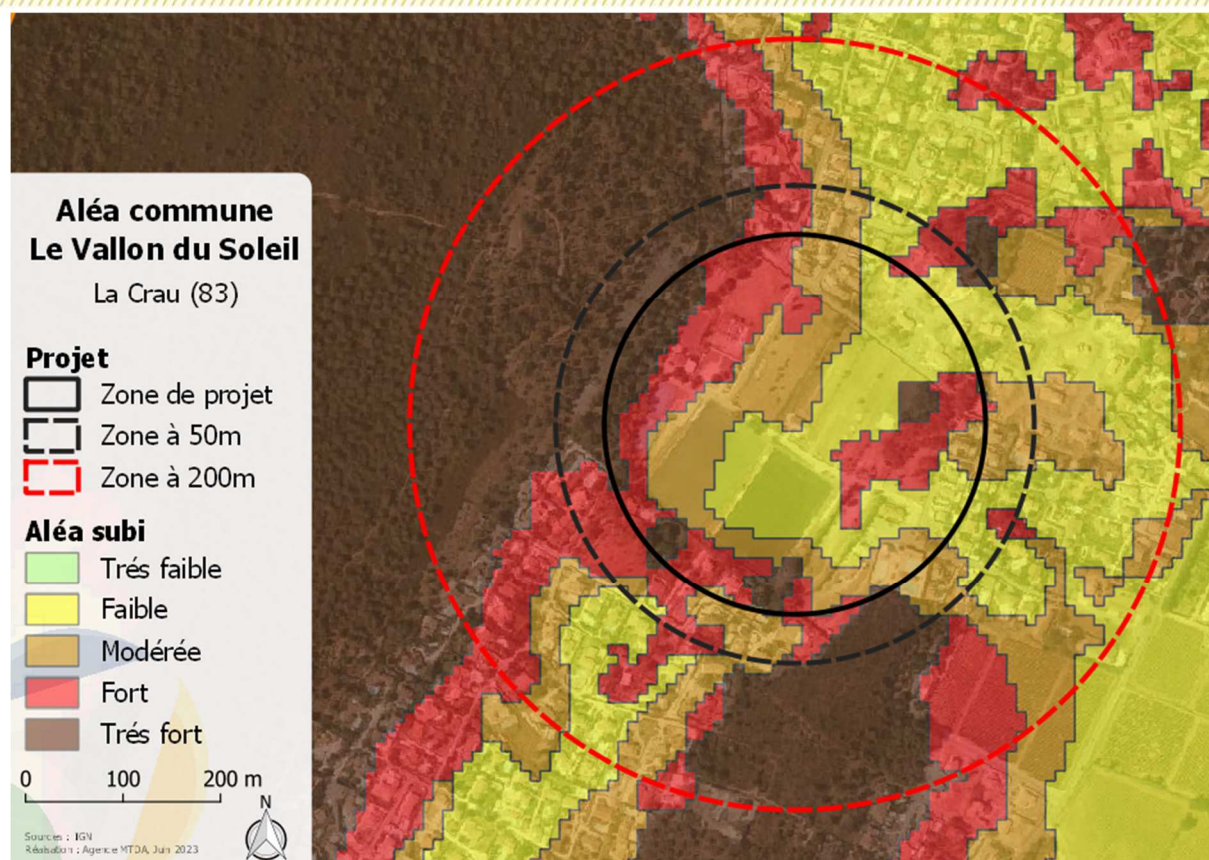 Aléa commune
Le Vallon du Soleil
La Crau (83)
Projet
Zone de projet
Zone à 50m
Zone à 200m
Aléa subi
Trés faible
Faible
Modérée
Fort
Trés fort
0 100 200 m
N
Sources : IGN
Réalisation : Agence MTDA, Juin 2023